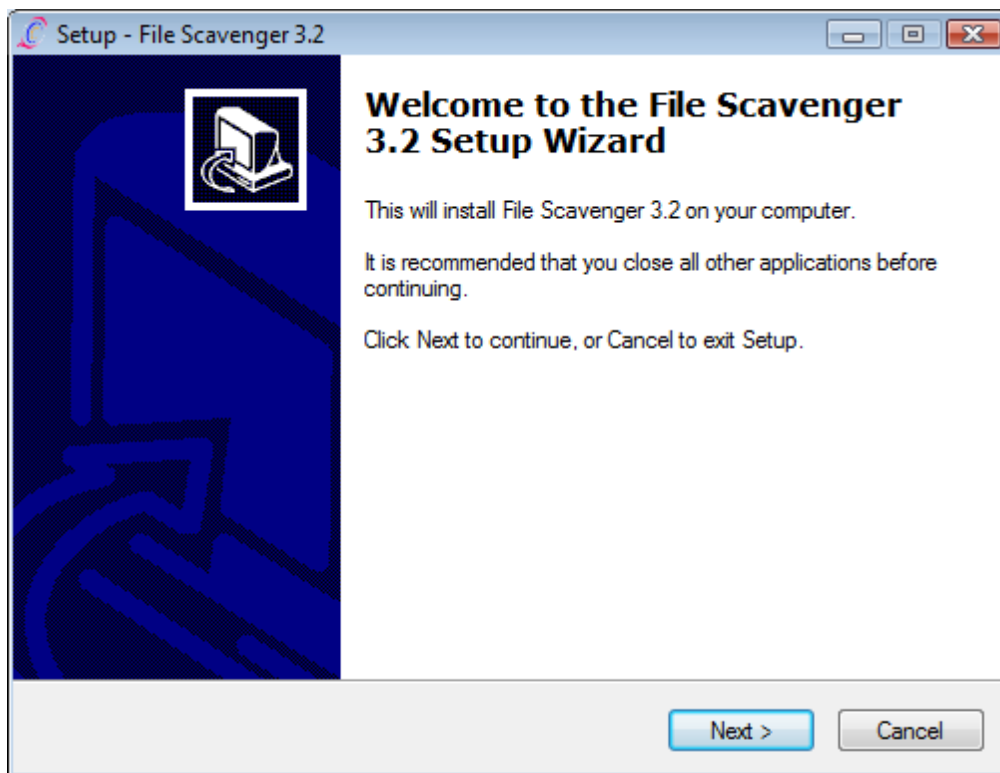 Setup - File Scavenger 3.2
Welcome to the File Scavenger
3.2 Setup Wizard
This will install File Scavenger 3.2 on your computer.
It is recommended that you close all other applications before
continuing.
Click Next to continue, or Cancel to exit Setup.
Next >
Cancel